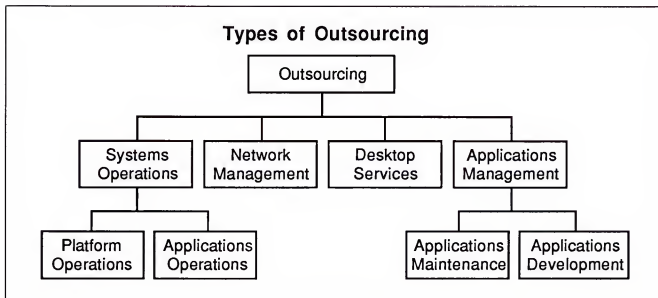 Types of Outsourcing
Outsourcing
Systems
Operations
Network
Management
Desktop
Services
Applications
Management
Platform
Operations
Applications
Operations
Applications
Maintenance
Applications
Development